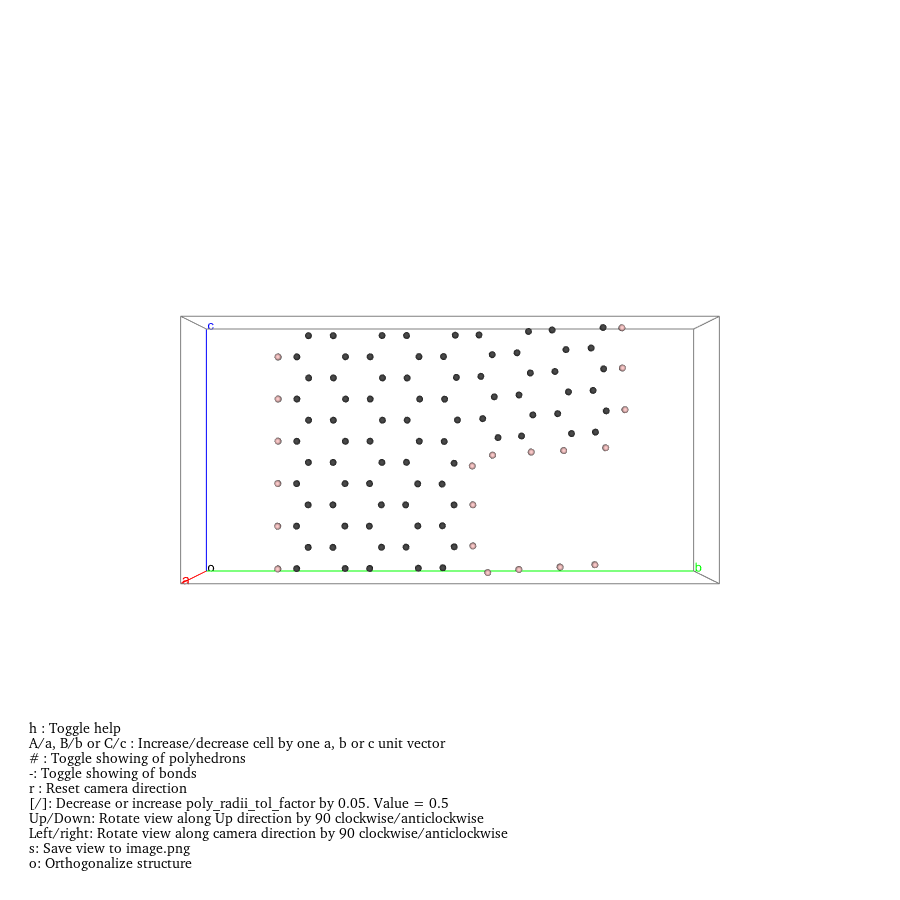 c
o
b
a
h : Toggle help
A/a, B/b or C/c : Increase/decrease cell by one a, b or c unit vector
# : Toggle showing of polyhedrons
-: Toggle showing of bonds
r : Reset camera direction
[/]: Decrease or increase poly_radii_tol_factor by 0.05. Value = 0.5
Up/Down: Rotate view along Up direction by 90 clockwise/anticlockwise
Left/right: Rotate view along camera direction by 90 clockwise/anticlockwise
s: Save view to image.png
o: Orthogonalize structure